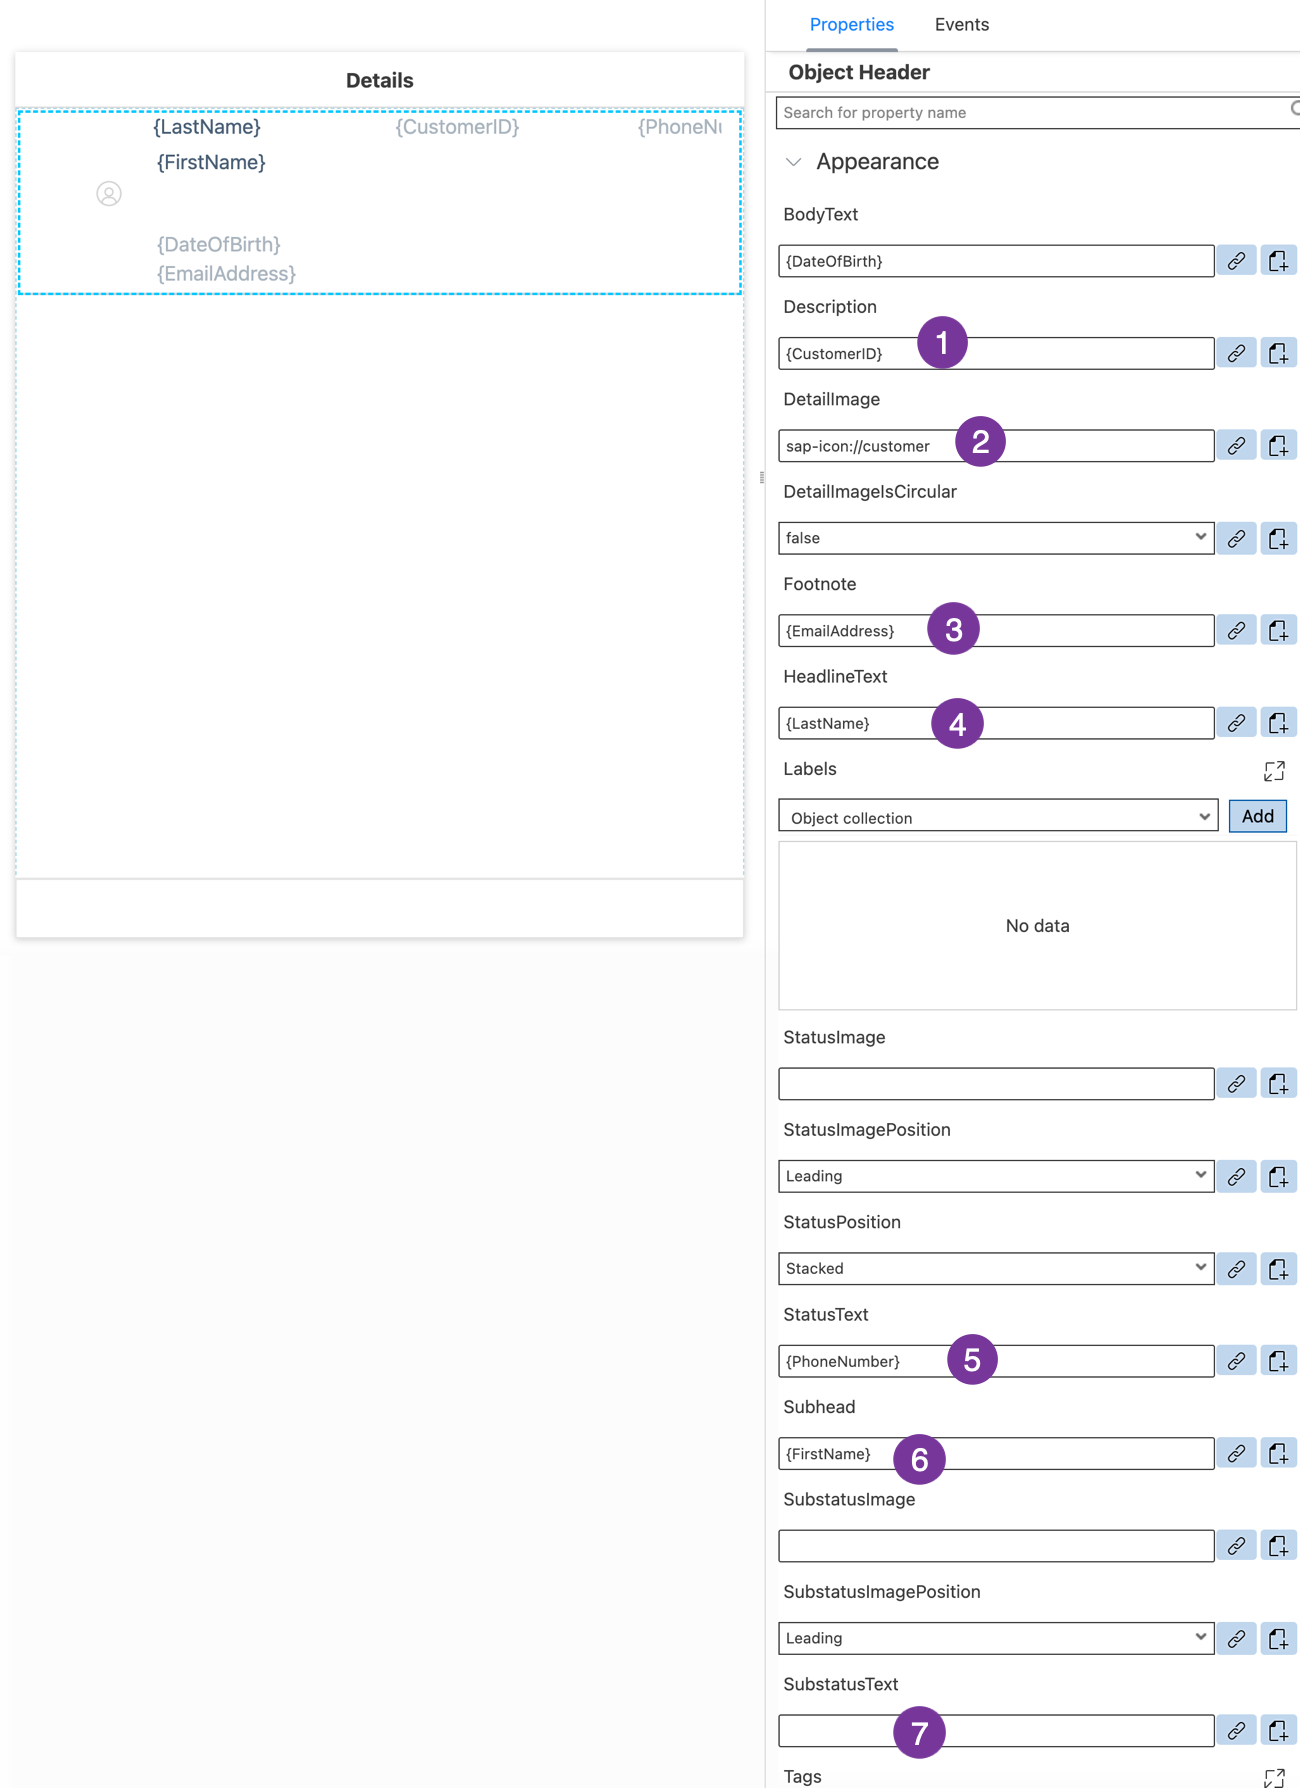 Properties Events
Details
{LastName} {CustomerID} {PhoneNu
{FirstName}
{DateOfBirth}
{EmailAddress}
Object Header
Search for property name
Appearance
BodyText
{DateOfBirth}
Description
{CustomerID} 1
DetailImage
sap-icon://customer 2
DetailImageIsCircular
false
Footnote
{EmailAddress} 3
HeadlineText
{LastName} 4
Labels
Object collection Add
No data
StatusImage
StatusImagePosition
Leading
StatusPosition
Stacked
StatusText
{PhoneNumber} 5
Subhead
{FirstName} 6
SubstatusImage
SubstatusImagePosition
Leading
SubstatusText
7
Tags